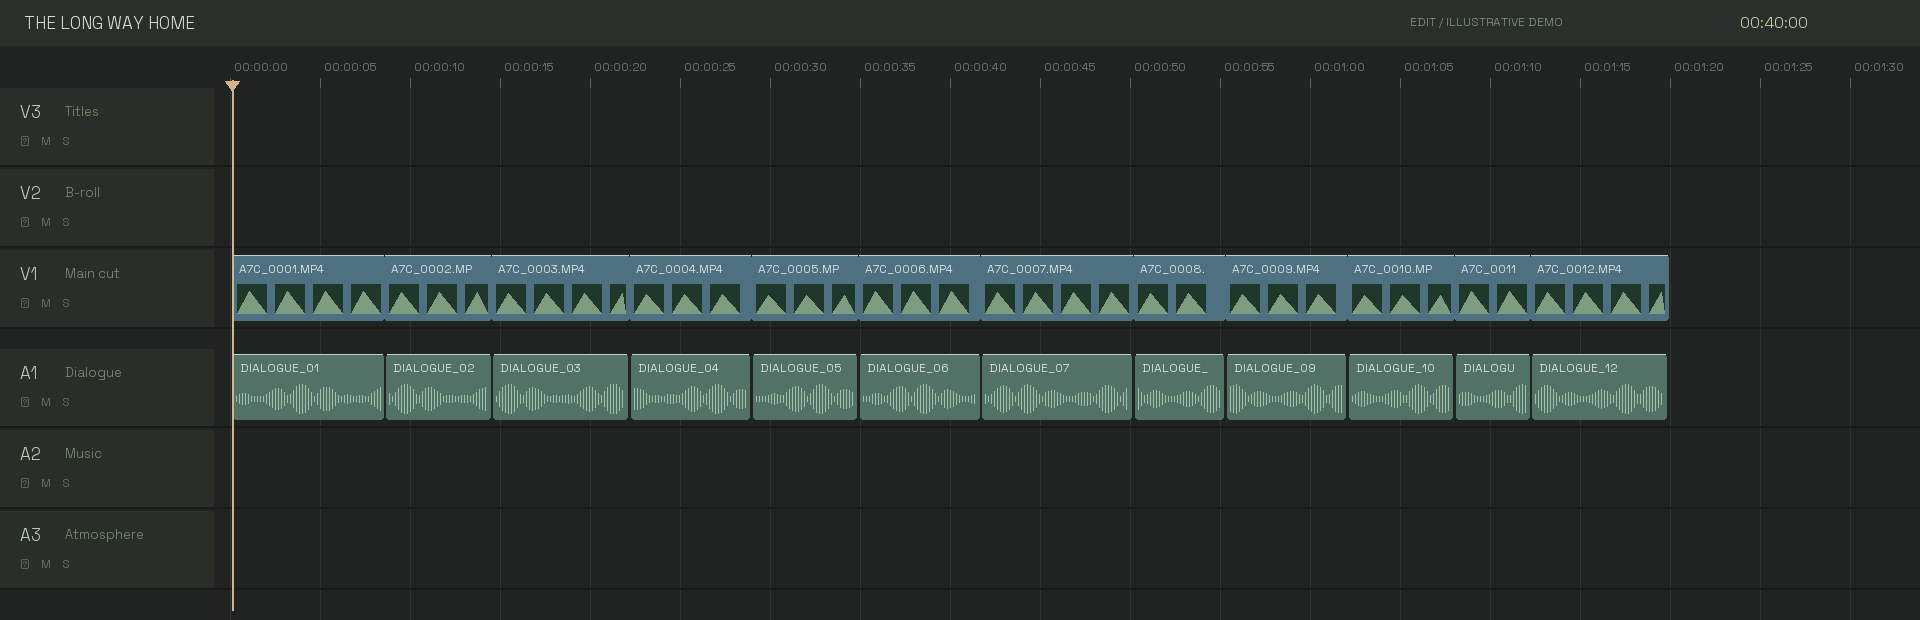 THE LONG WAY HOME
EDIT / ILLUSTRATIVE DEMO
00:40:00
00:00:00 00:00:05 00:00:10 00:00:15 00:00:20 00:00:25 00:00:30 00:00:35 00:00:40 00:00:45 00:00:50 00:00:55 00:01:00 00:01:05 00:01:10 00:01:15 00:01:20 00:01:25 00:01:30
V3 Titles
M S
V2 B-roll
M S
V1 Main cut
M S
A7C_0001.MP4 A7C_0002.MP A7C_0003.MP4 A7C_0004.MP4 A7C_0005.MP A7C_0006.MP4 A7C_0007.MP4 A7C_0008. A7C_0009.MP4 A7C_0010.MP A7C_0011 A7C_0012.MP4
A1 Dialogue
M S
DIALOGUE_01 DIALOGUE_02 DIALOGUE_03 DIALOGUE_04 DIALOGUE_05 DIALOGUE_06 DIALOGUE_07 DIALOGUE_ DIALOGUE_09 DIALOGUE_10 DIALOGU DIALOGUE_12
A2 Music
M S
A3 Atmosphere
M S